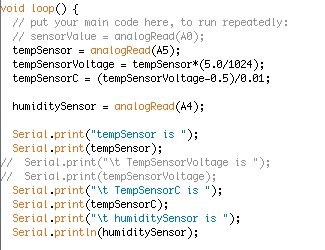 void loop() {
  // put your main code here, to run repeatedly:
  // sensorValue = analogRead(A0);
  tempSensor = analogRead(A5);
  tempSensorVoltage = tempSensor*(5.0/1024);
  tempSensorC = (tempSensorVoltage-0.5)/0.01;

  humiditySensor = analogRead(A4);

  Serial.print("tempSensor is ");
  Serial.print(tempSensor);
//  Serial.print("\t TempSensorVoltage is ");
//  Serial.print(tempSensorVoltage);
  Serial.print("\t TempSensorC is ");
  Serial.print(tempSensorC);
  Serial.print("\t humiditySensor is ");
  Serial.println(humiditySensor);